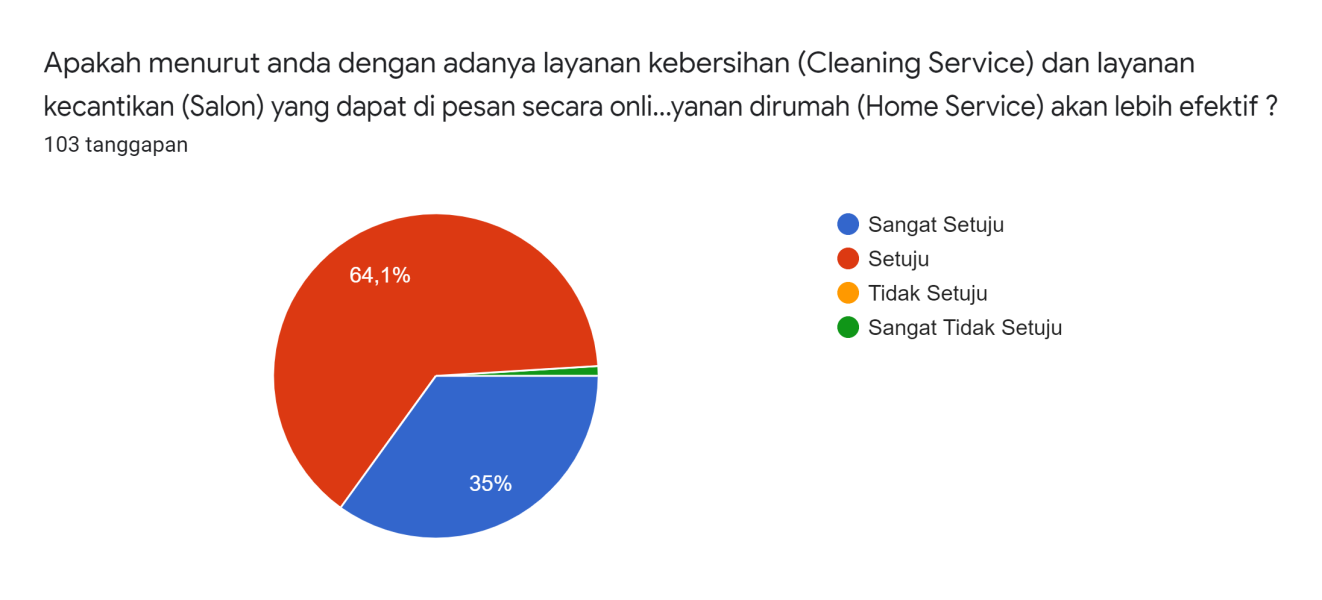 Apakah menurut anda dengan adanya layanan kebersihan (Cleaning Service) dan layanan
kecantikan (Salon) yang dapat di pesan secara onli...yanan dirumah (Home Service) akan lebih efektif ?
103 tanggapan
Sangat Setuju
Setuju
Tidak Setuju
Sangat Tidak Setuju
64,1%
35%